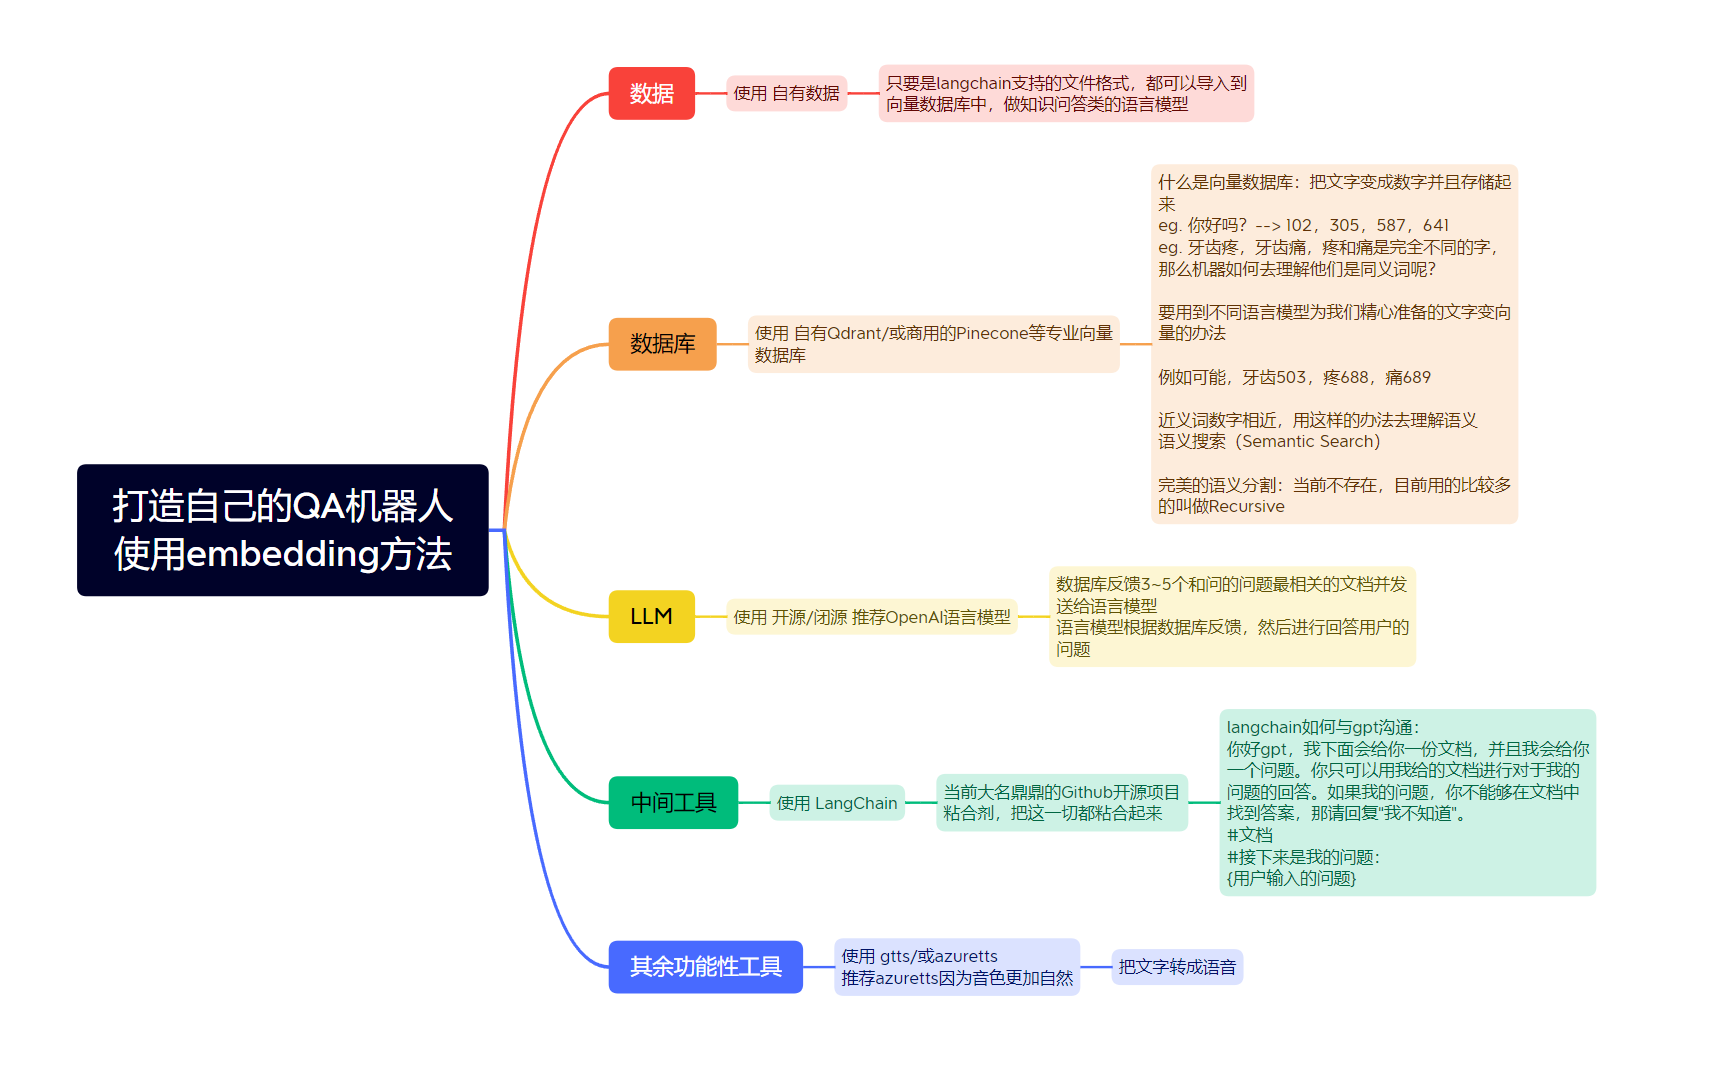 打造自己的QA机器人
使用embedding方法
数据
使用 自有数据
只要是langchain支持的文件格式，都可以导入到
向量数据库中，做知识问答类的语言模型
数据库
使用 自有Qdrant/或商用的Pinecone等专业向量
数据库
什么是向量数据库：把文字变成数字并且存储起
来
eg. 你好吗？--> 102，305，587，641
eg. 牙齿疼，牙齿痛，疼和痛是完全不同的字，
那么机器如何去理解他们是同义词呢？
要用到不同语言模型为我们精心准备的文字变向
量的办法
例如可能，牙齿503，疼688，痛689
近义词数字相近，用这样的办法去理解语义
语义搜索（Semantic Search）
完美的语义分割：当前不存在，目前用的比较多
的叫做Recursive
LLM
使用 开源/闭源 推荐OpenAI语言模型
数据库反馈3~5个和问的问题最相关的文档并发
送给语言模型
语言模型根据数据库反馈，然后进行回答用户的
问题
中间工具
使用 LangChain
当前大名鼎鼎的Github开源项目
粘合剂，把这一切都粘合起来
langchain如何与gpt沟通：
你好gpt，我下面会给你一份文档，并且我会给你
一个问题。你只可以用我给的文档进行对于我的
问题的回答。如果我的问题，你不能够在文档中
找到答案，那请回复“我不知道”。
#文档
#接下来是我的问题：
{用户输入的问题}
其余功能性工具
使用 gtts/或azuretts
推荐azuretts因为音色更加自然
把文字转成语音